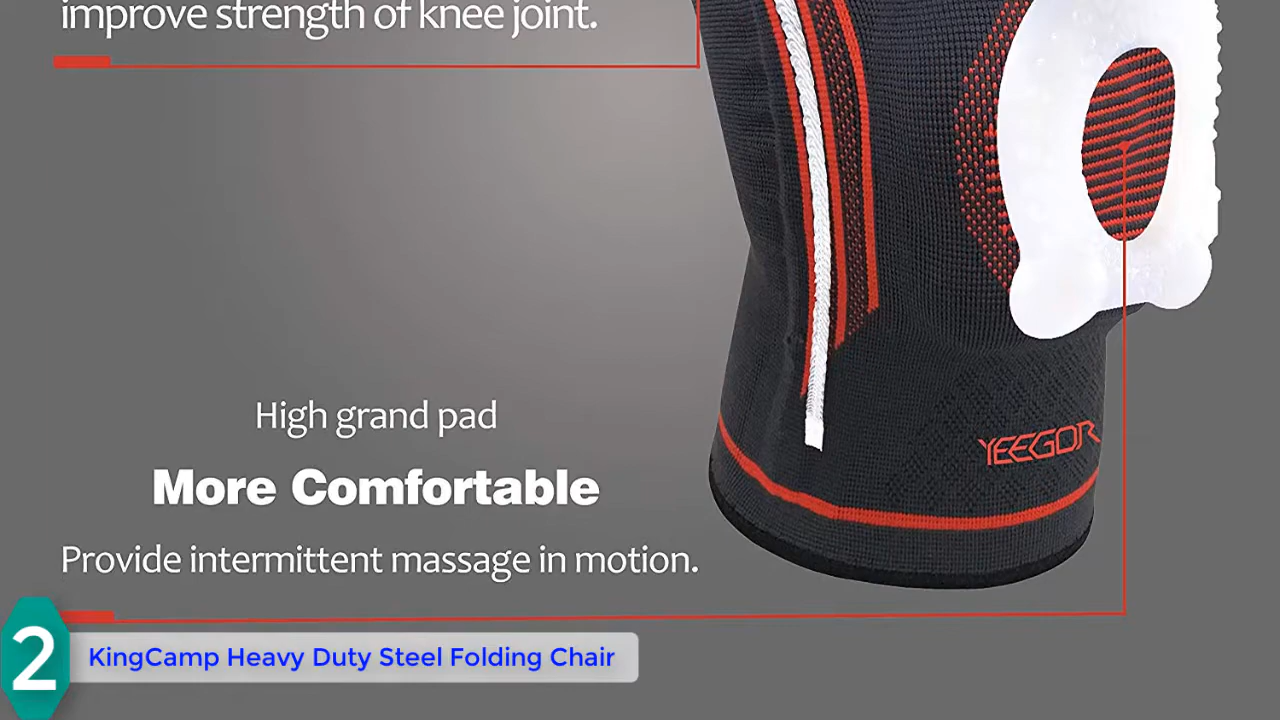 improve strength of knee joint.
High grand pad
More Comfortable
Provide intermittent massage in motion.
YEEGOR
2
KingCamp Heavy Duty Steel Folding Chair